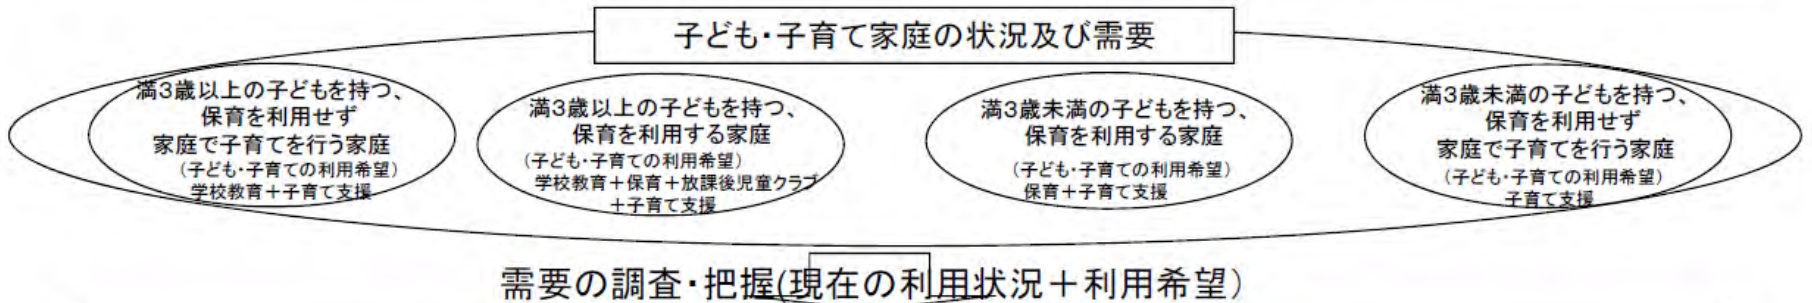 子ども・子育て家庭の状況及び需要
満3歳以上の子どもを持つ、
保育を利用せず
家庭で子育てを行う家庭
(子ども・子育ての利用希望)
学校教育＋子育て支援
満3歳以上の子どもを持つ、
保育を利用する家庭
(子ども・子育ての利用希望)
学校教育＋保育＋放課後児童クラブ
＋子育て支援
満3歳未満の子どもを持つ、
保育を利用する家庭
(子ども・子育ての利用希望)
保育＋子育て支援
満3歳未満の子どもを持つ、
保育を利用せず
家庭で子育てを行う家庭
(子ども・子育ての利用希望)
子育て支援
需要の調査・把握(現在の利用状況＋利用希望)